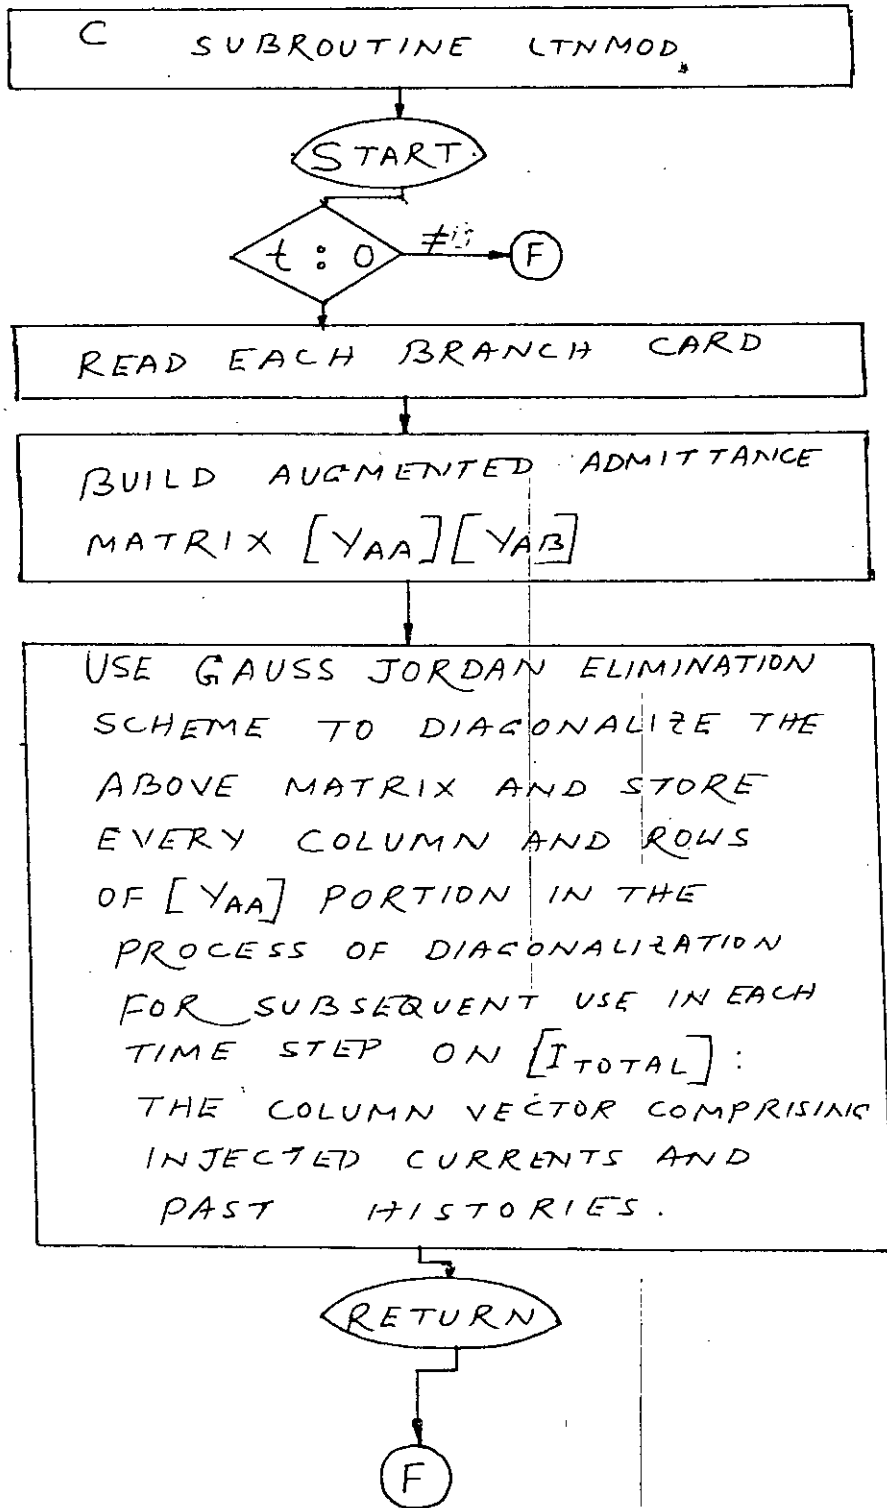 C SUBROUTINE LTNMOD.
START
t : 0
≠
F
READ EACH BRANCH CARD
BUILD AUGMENTED ADMITTANCE
MATRIX [YAA][YAB]
USE GAUSS JORDAN ELIMINATION
SCHEME TO DIAGONALIZE THE
ABOVE MATRIX AND STORE
EVERY COLUMN AND ROWS
OF [YAA] PORTION IN THE
PROCESS OF DIAGONALIZATION
FOR SUBSEQUENT USE IN EACH
TIME STEP ON [ITOTAL]:
THE COLUMN VECTOR COMPRISING
INJECTED CURRENTS AND
PAST HISTORIES.
RETURN
F